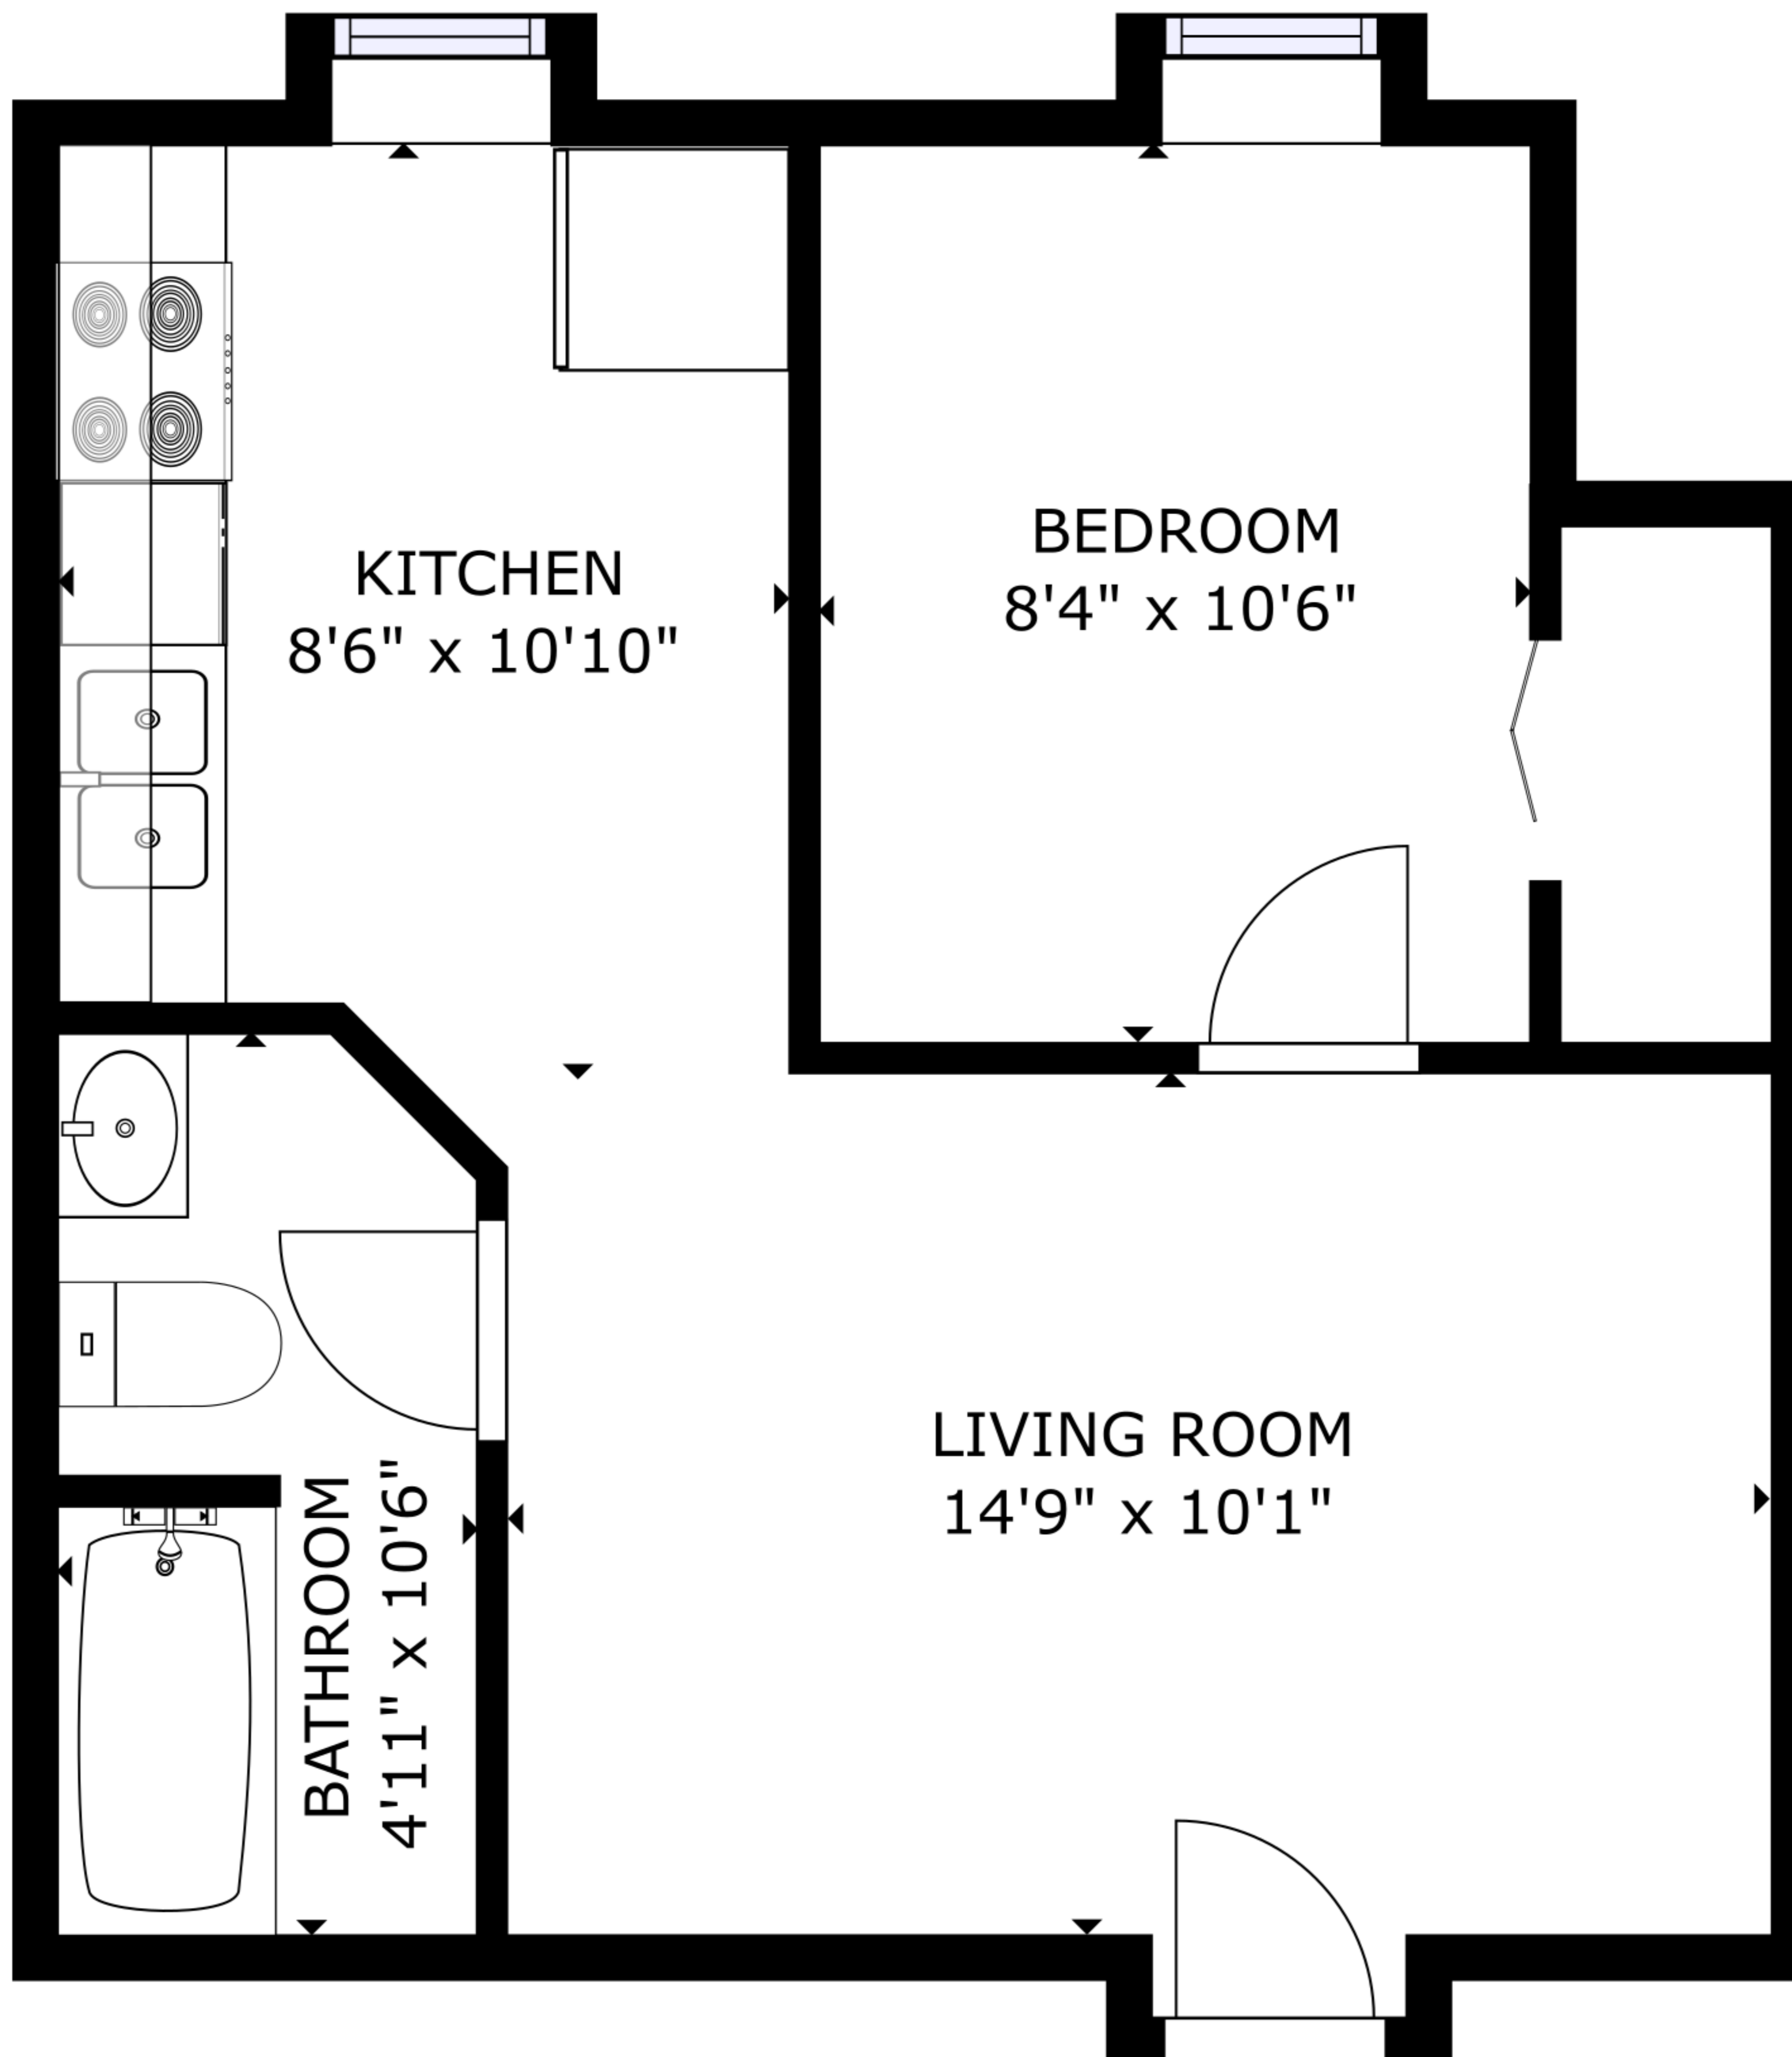 KITCHEN
8'6" x 10'10"
BEDROOM
8'4" x 10'6"
LIVING ROOM
14'9" x 10'1"
BATHROOM
4'11" x 10'6"